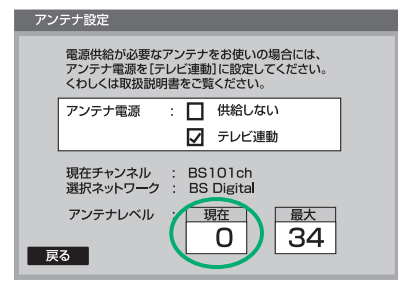 アンテナ設定
電源供給が必要なアンテナをお使いの場合には、
アンテナ電源を[テレビ連動]に設定してください。
くわしくは取扱説明書をご覧ください。
アンテナ電源 : 供給しない
テレビ連動
現在チャンネル : BS101ch
選択ネットワーク : BS Digital
アンテナレベル : 現在 最大
0 34
戻る